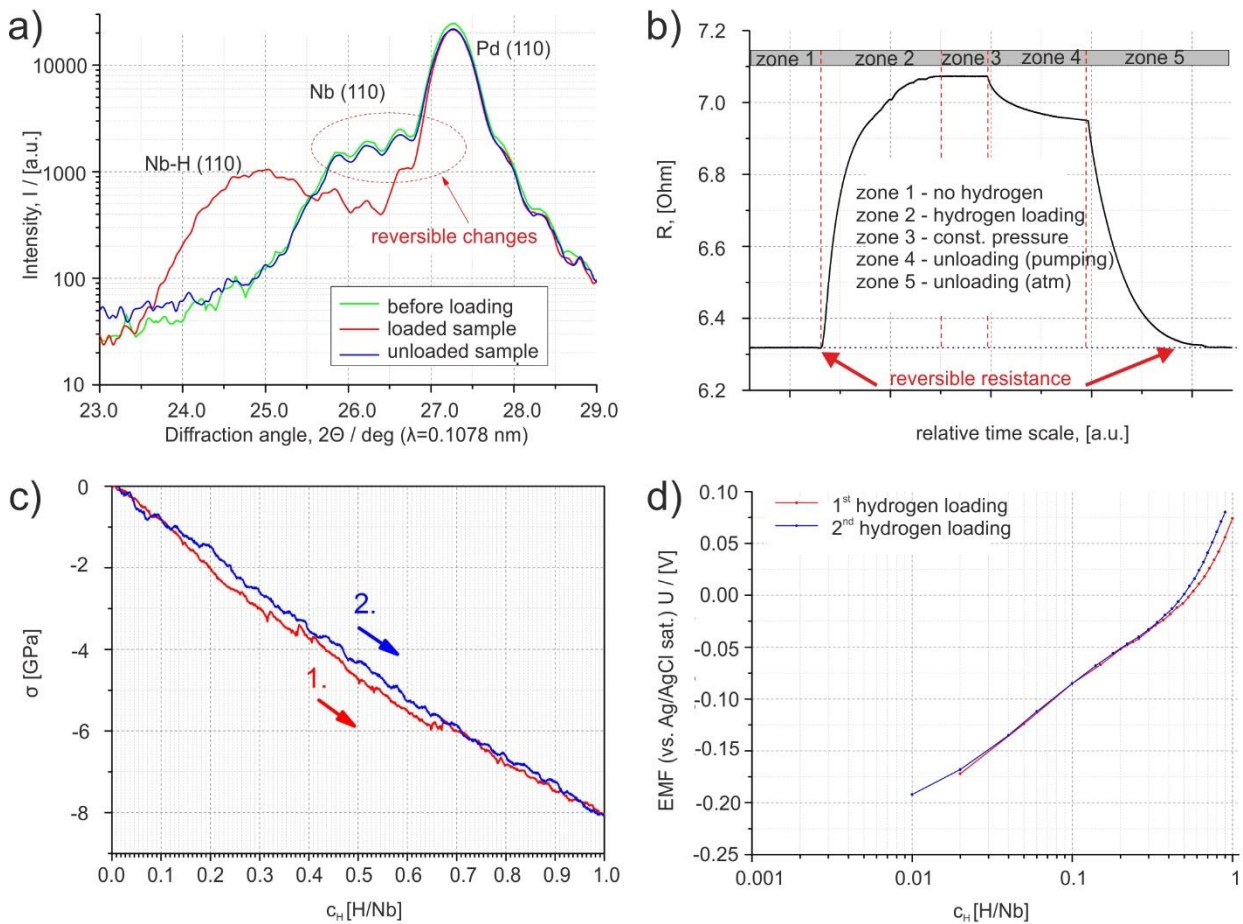 a)
Intensity, I / [a.u.]
10000
1000
100
10
Pd (110)
Nb (110)
Nb-H (110)
reversible changes
before loading
loaded sample
unloaded sample
23.0 24.0 25.0 26.0 27.0 28.0 29.0
Diffraction angle, 2Θ / deg (λ=0.1078 nm)
b)
R, [Ohm]
7.2
7.0
6.8
6.6
6.4
6.2
zone 1 zone 2 zone 3 zone 4 zone 5
zone 1 - no hydrogen
zone 2 - hydrogen loading
zone 3 - const. pressure
zone 4 - unloading (pumping)
zone 5 - unloading (atm)
reversible resistance
relative time scale, [a.u.]
c)
σ [GPa]
0
-2
-4
-6
-8
2.
1.
0.0 0.1 0.2 0.3 0.4 0.5 0.6 0.7 0.8 0.9 1.0
cH [H/Nb]
d)
EMF (vs. Ag/AgCl sat.) U / [V]
0.10
0.05
0.00
-0.05
-0.10
-0.15
-0.20
-0.25
1st hydrogen loading
2nd hydrogen loading
0.001 0.01 0.1 1
cH [H/Nb]